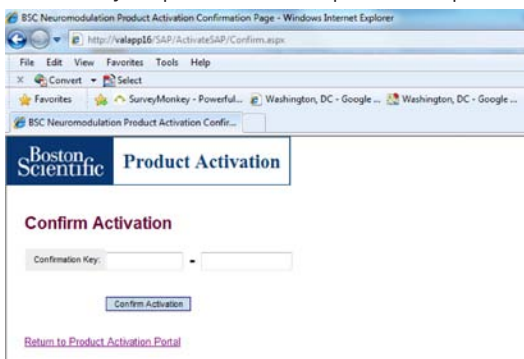 BSC Neuromodulation Product Activation Confirmation Page - Windows Internet Explorer
http://valapp16/SAP/ActivateSAP/Confirm.aspx
File Edit View Favorites Tools Help
x Convert Select
Favorites SurveyMonkey - Powerful... Washington, DC - Google ... Washington, DC - Google ...
BSC Neuromodulation Product Activation Confir...
Boston Scientific Product Activation
Confirm Activation
Confirmation Key: -
Confirm Activation
Return to Product Activation Portal